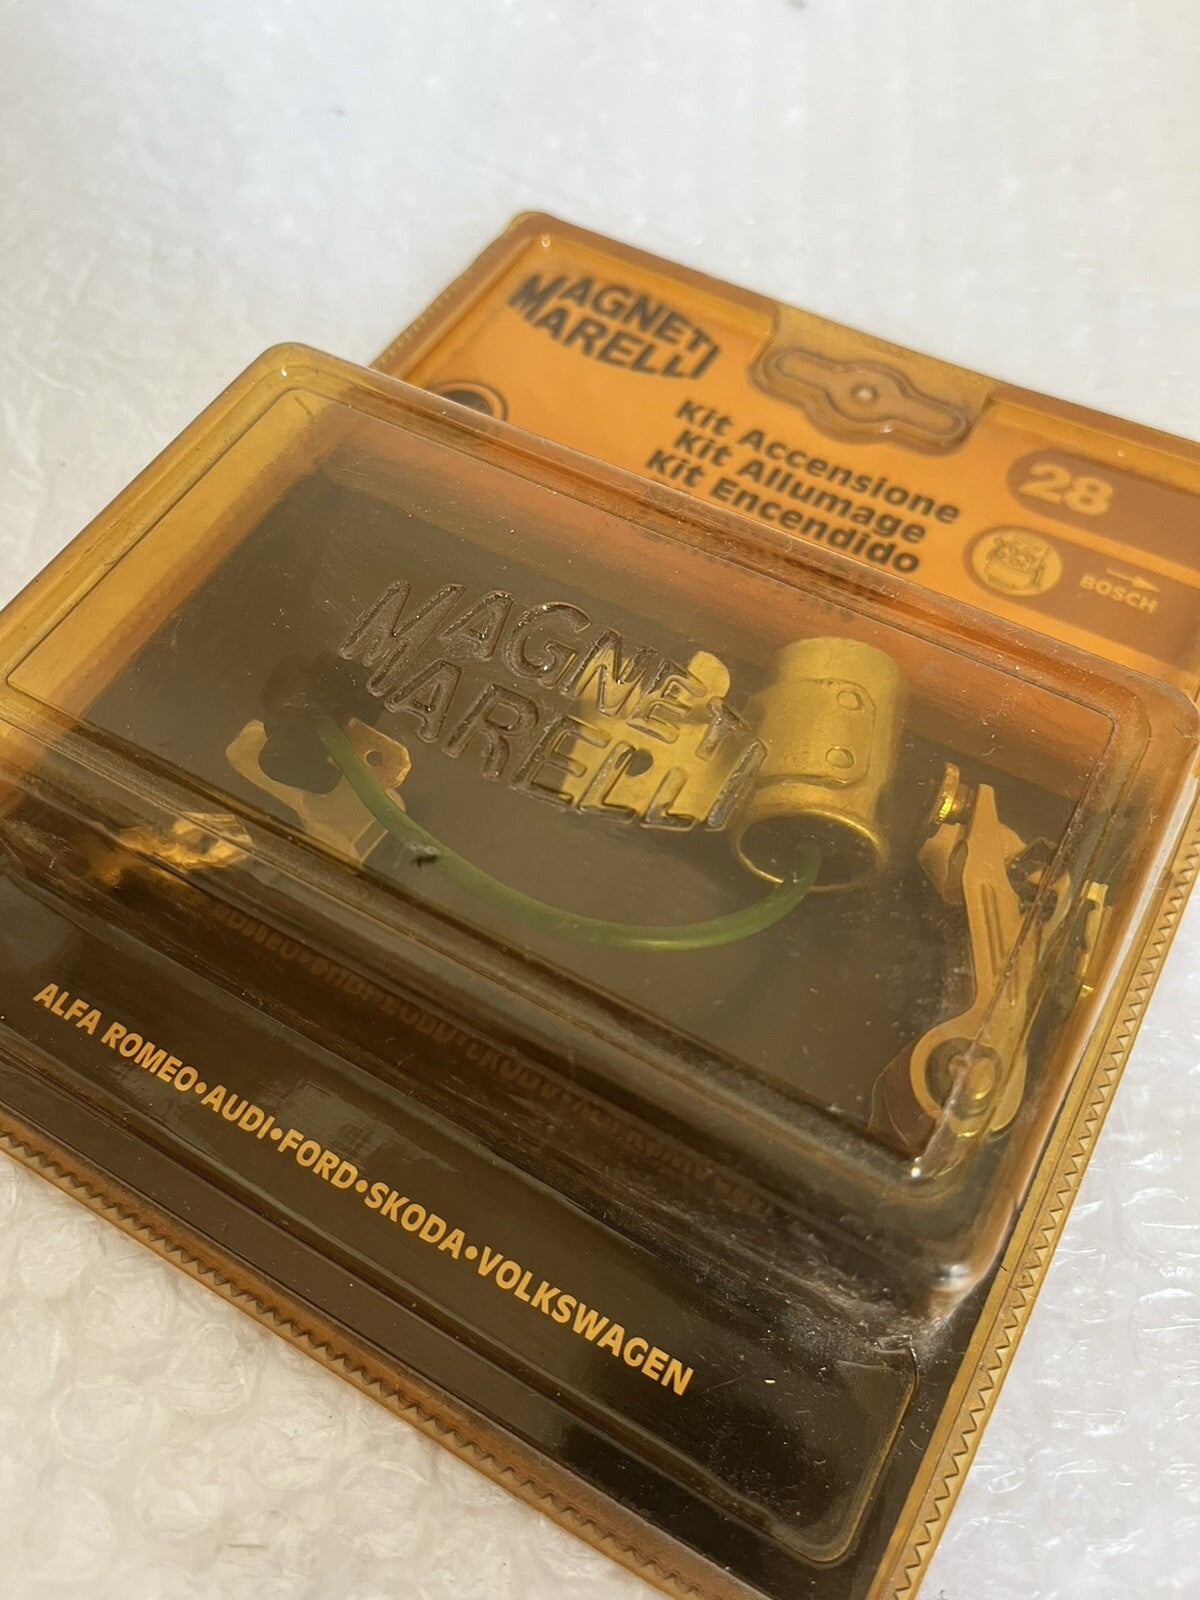 MAGNETI
MARELLI
Kit Accensione
Kit Allumage
Kit Encendido
28
BOSCH
MAGNETI
MARELLI
ALFA ROMEO•AUDI•FORD•SKODA•VOLKSWAGEN